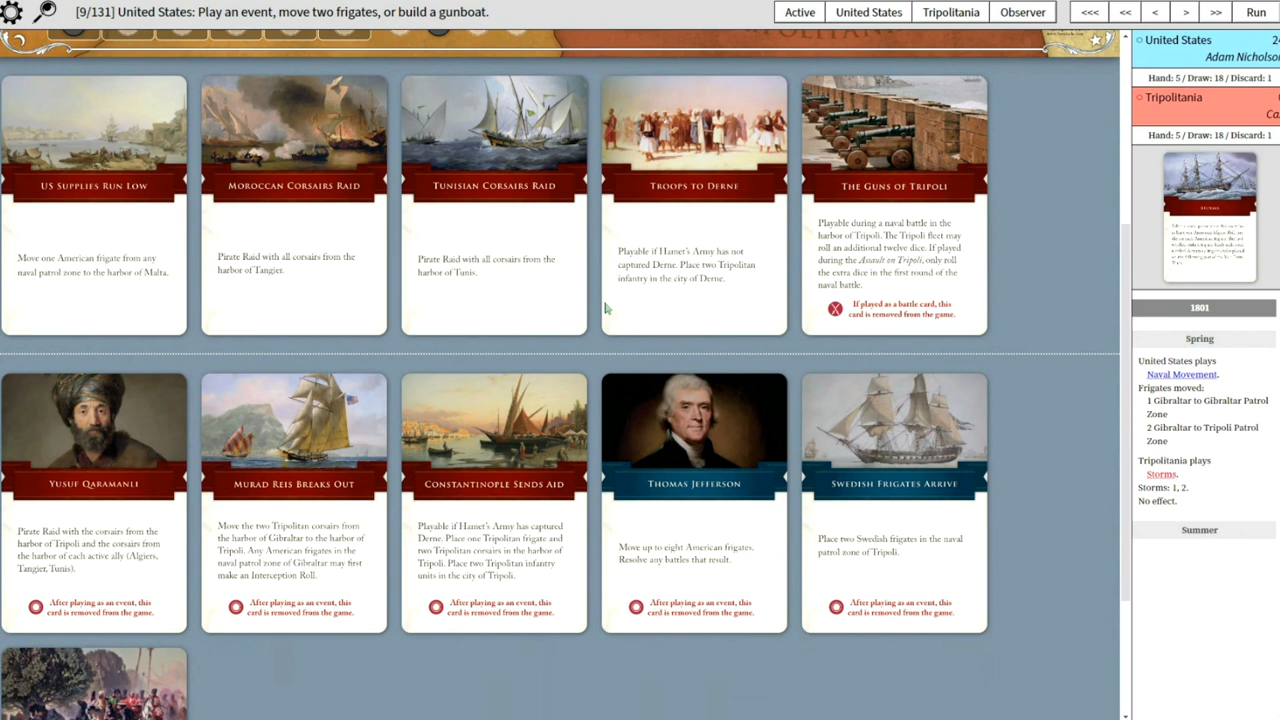 [9/131] United States: Play an event, move two frigates, or build a gunboat.
Active
United States
Tripolitania
Observer
<<<
<<
<
>
>>
Run
United States
Adam Nicholso
Hand: 5 / Draw: 18 / Discard: 1
Tripolitania
Hand: 5 / Draw: 18 / Discard: 1
US Supplies Run Low
Move one American frigate from any
naval patrol zone to the harbor of Malta.
Moroccan Corsairs Raid
Pirate Raid with all corsairs from the
harbor of Tangier.
Tunisian Corsairs Raid
Pirate Raid with all corsairs from the
harbor of Tunis.
Troops to Derne
Playable if Hamet's Army has not
captured Derne. Place two Tripolitan
infantry in the city of Derne.
The Guns of Tripoli
Playable during a naval battle in the
harbor of Tripoli. The Tripoli fleet may
roll an additional twelve dice. If played
during the Assault on Tripoli, only roll
the extra dice in the first round of the
naval battle.
If played as a battle card, this
card is removed from the game.
Yusuf Qaramanli
Pirate Raid with the corsairs from the
harbor of Tripoli and the corsairs from
the harbor of each active ally (Algiers,
Tangier, Tunis).
After playing as an event, this
card is removed from the game.
Murad Reis Breaks Out
Move the two Tripolitan corsairs from
the harbor of Gibraltar to the harbor of
Tripoli. Any American frigates in the
naval patrol zone of Gibraltar may first
make an Interception Roll.
After playing as an event, this
card is removed from the game.
Constantinople Sends Aid
Playable if Hamet's Army has captured
Derne. Place one Tripolitan frigate and
two Tripolitan corsairs in the harbor of
Tripoli. Place two Tripolitan infantry
units in the city of Tripoli.
After playing as an event, this
card is removed from the game.
Thomas Jefferson
Move up to eight American frigates.
Resolve any battles that result.
After playing as an event, this
card is removed from the game.
Swedish Frigates Arrive
Place two Swedish frigates in the naval
patrol zone of Tripoli.
After playing as an event, this
card is removed from the game.
1801
Spring
United States plays
Naval Movement.
Frigates moved:
1 Gibraltar to Gibraltar Patrol
Zone
2 Gibraltar to Tripoli Patrol
Zone
Tripolitania plays
Storms.
Storms: 1, 2.
No effect.
Summer